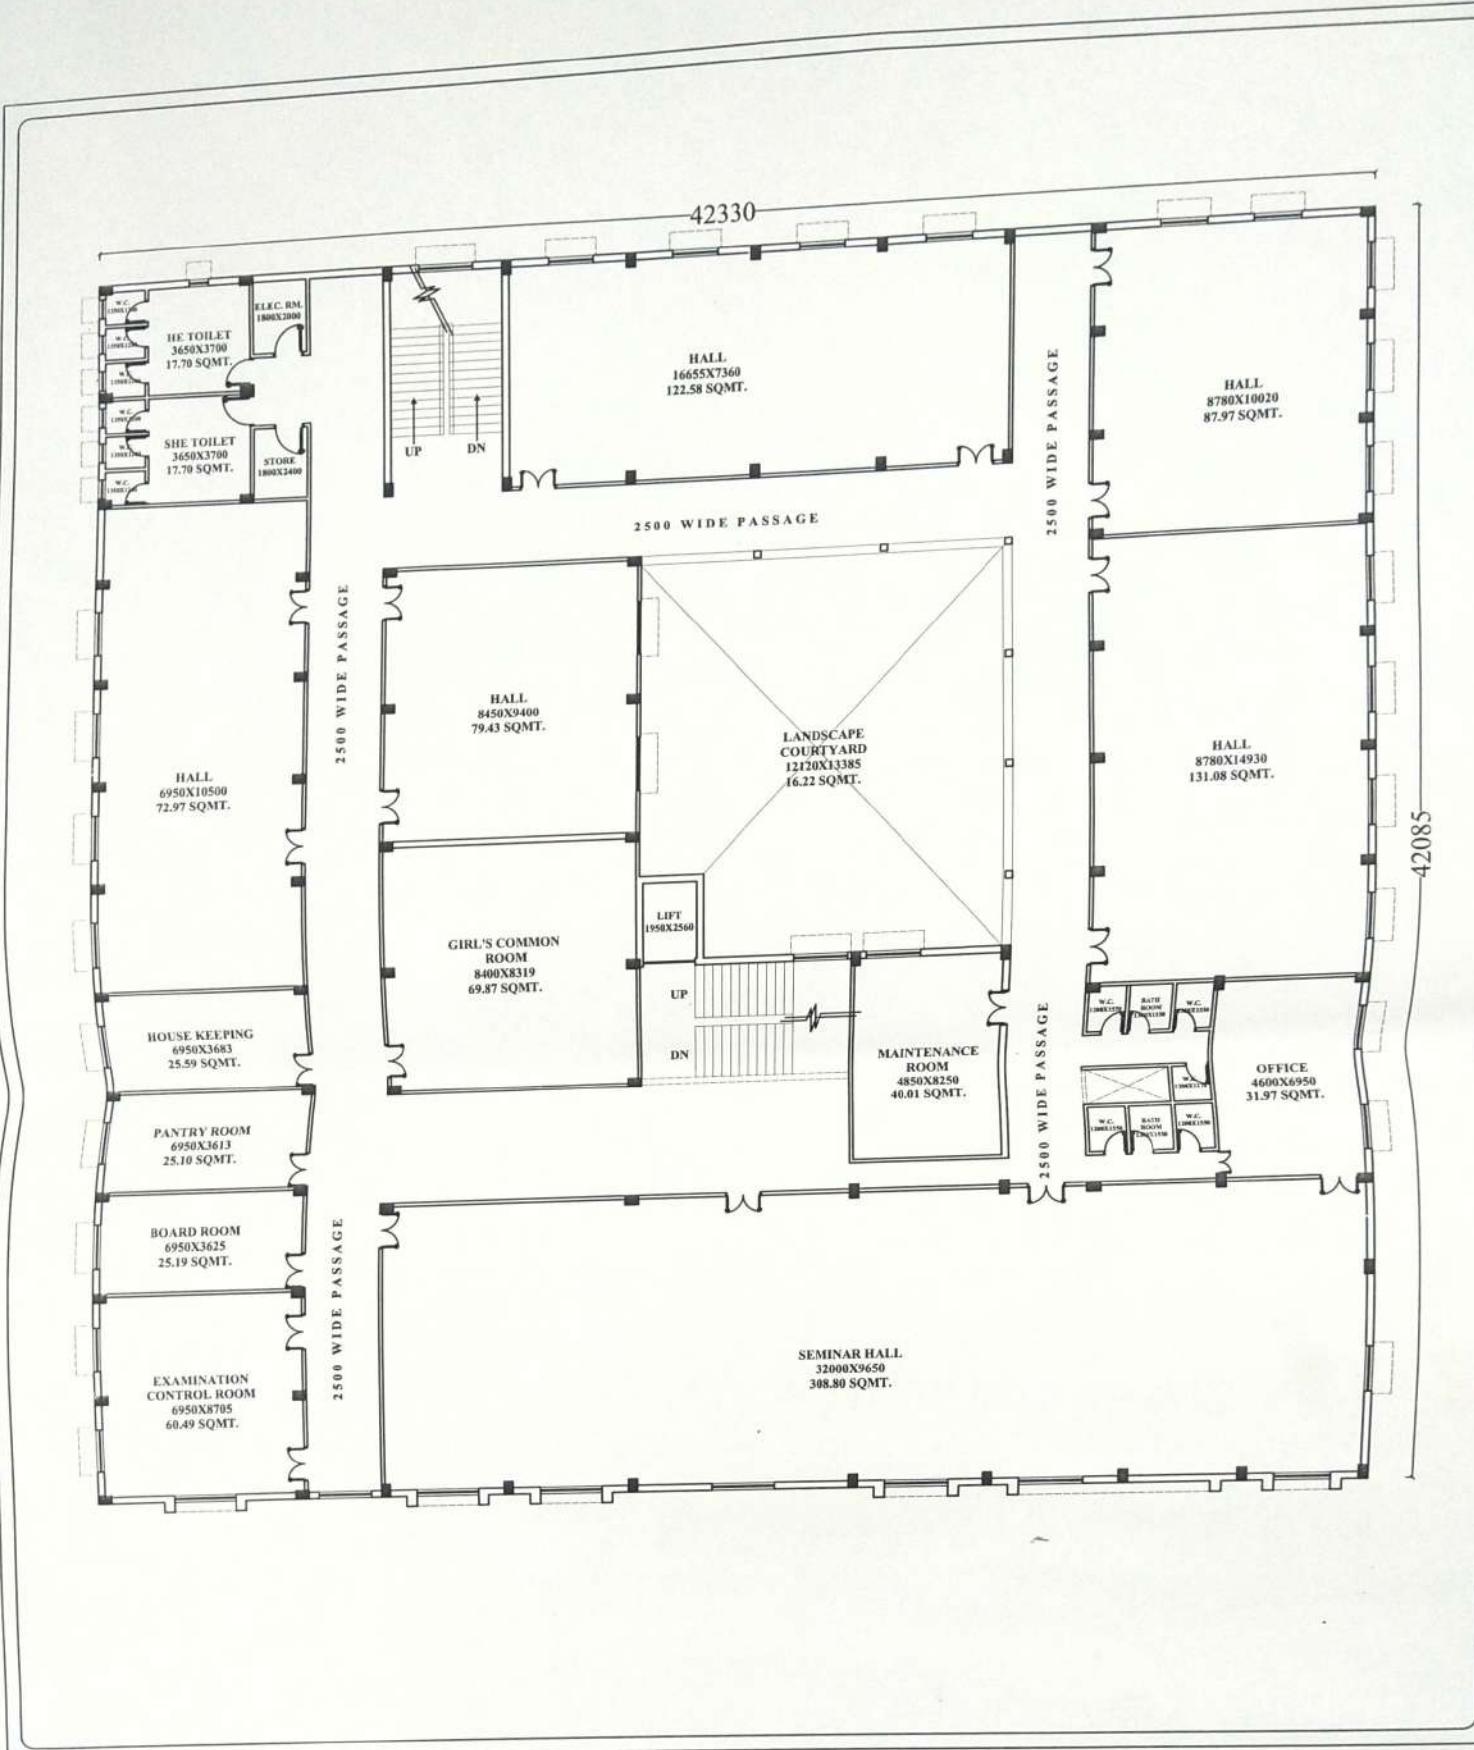 42330
42085
W.C.
W.C.
W.C.
W.C.
W.C.
HE TOILET
3650X3700
17.70 SQMT.
ELEC. RM.
1800X2000
SHE TOILET
3650X3700
17.70 SQMT.
STORE
1800X2400
UP
DN
HALL
16655X7360
122.58 SQMT.
2500 WIDE PASSAGE
HALL
8780X10020
87.97 SQMT.
2500 WIDE PASSAGE
2500 WIDE PASSAGE
HALL
6950X10500
72.97 SQMT.
HALL
8450X9400
79.43 SQMT.
LANDSCAPE
COURTYARD
12120X13385
16.22 SQMT.
HALL
8780X14930
131.08 SQMT.
GIRL'S COMMON
ROOM
8400X8319
69.87 SQMT.
LIFT
1950X2560
UP
DN
MAINTENANCE
ROOM
4850X8250
40.01 SQMT.
2500 WIDE PASSAGE
W.C.
BATH
ROOM
W.C.
W.C.
BATH
ROOM
W.C.
OFFICE
4600X6950
31.97 SQMT.
HOUSE KEEPING
6950X3683
25.59 SQMT.
PANTRY ROOM
6950X3613
25.10 SQMT.
BOARD ROOM
6950X3625
25.19 SQMT.
2500 WIDE PASSAGE
EXAMINATION
CONTROL ROOM
6950X8705
60.49 SQMT.
SEMINAR HALL
32000X9650
308.80 SQMT.